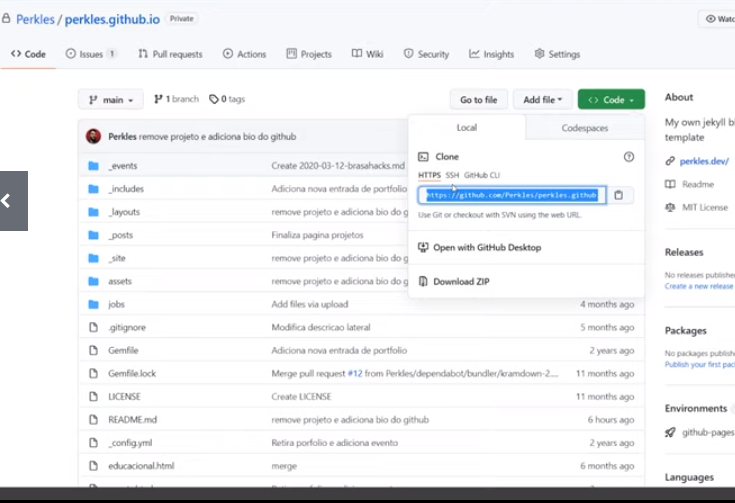 Perkles / perkles.github.io Private
Code Issues 1 Pull requests Actions Projects Wiki Security Insights Settings
main 1 branch 0 tags Go to file Add file Code
Perkles remove projeto e adiciona bio do github
_events Create 2020-03-12-brasahacks.md
_includes Adiciona nova entrada de portfolio
_layouts remove projeto e adiciona bio do g
_posts Finaliza pagina projetos
_site remove projeto e adiciona bio do g
assets remove projeto e adiciona bio do g
jobs Add files via upload 4 months ago
.gitignore Modifica descricao lateral 5 months ago
Gemfile Adiciona nova entrada de portfolio 2 years ago
Gemfile.lock Merge pull request #12 from Perkles/dependabot/bundler/kramdown-2.... 11 months ago
LICENSE Create LICENSE 11 months ago
README.md remove projeto e adiciona bio do github 6 hours ago
_config.yml Retira porfolio e adiciona evento 2 years ago
educacional.html merge 6 months ago
Local Codespaces
Clone
HTTPS SSH GitHub CLI
https://github.com/Perkles/perkles.github
Use Git or checkout with SVN using the web URL.
Open with GitHub Desktop
Download ZIP
About
My own jekyll bl
template
perkles.dev/
Readme
MIT License
Releases
No releases publishe
Create a new release
Packages
No packages publish
Publish your first pac
Environments
github-pages
Languages